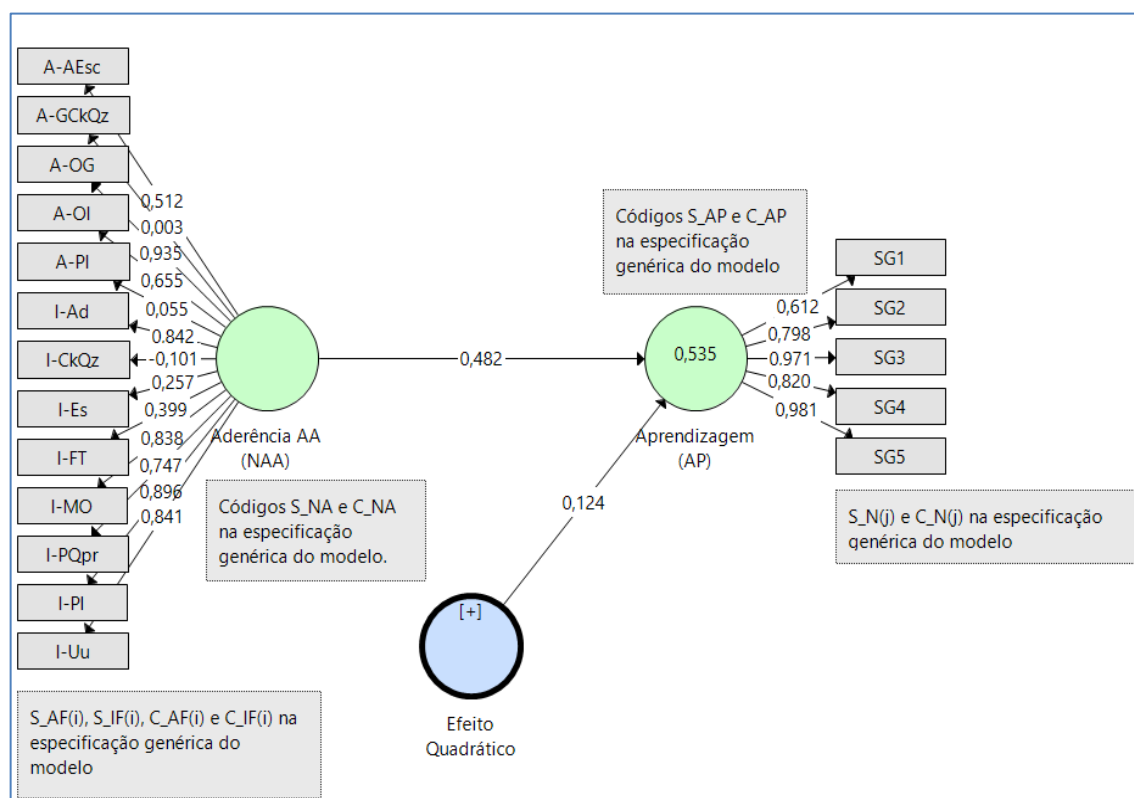 A-AEsc
A-GCkQz
A-OG
A-OI
A-PI
I-Ad
I-CkQz
I-Es
I-FT
I-MO
I-PQpr
I-PI
I-Uu
0,512
0,003
0,935
0,655
0,055
0,842
-0,101
0,257
0,399
0,838
0,747
0,896
0,841
Aderência AA
(NAA)
Códigos S_NA e C_NA
na especificação
genérica do modelo.
S_AF(i), S_IF(i), C_AF(i) e C_IF(i) na
especificação genérica do
modelo
0,482
[+]
Efeito
Quadrático
0,124
Códigos S_AP e C_AP
na especificação
genérica do modelo
0,535
Aprendizagem
(AP)
0,612
0,798
0,971
0,820
0,981
SG1
SG2
SG3
SG4
SG5
S_N(j) e C_N(j) na especificação
genérica do modelo